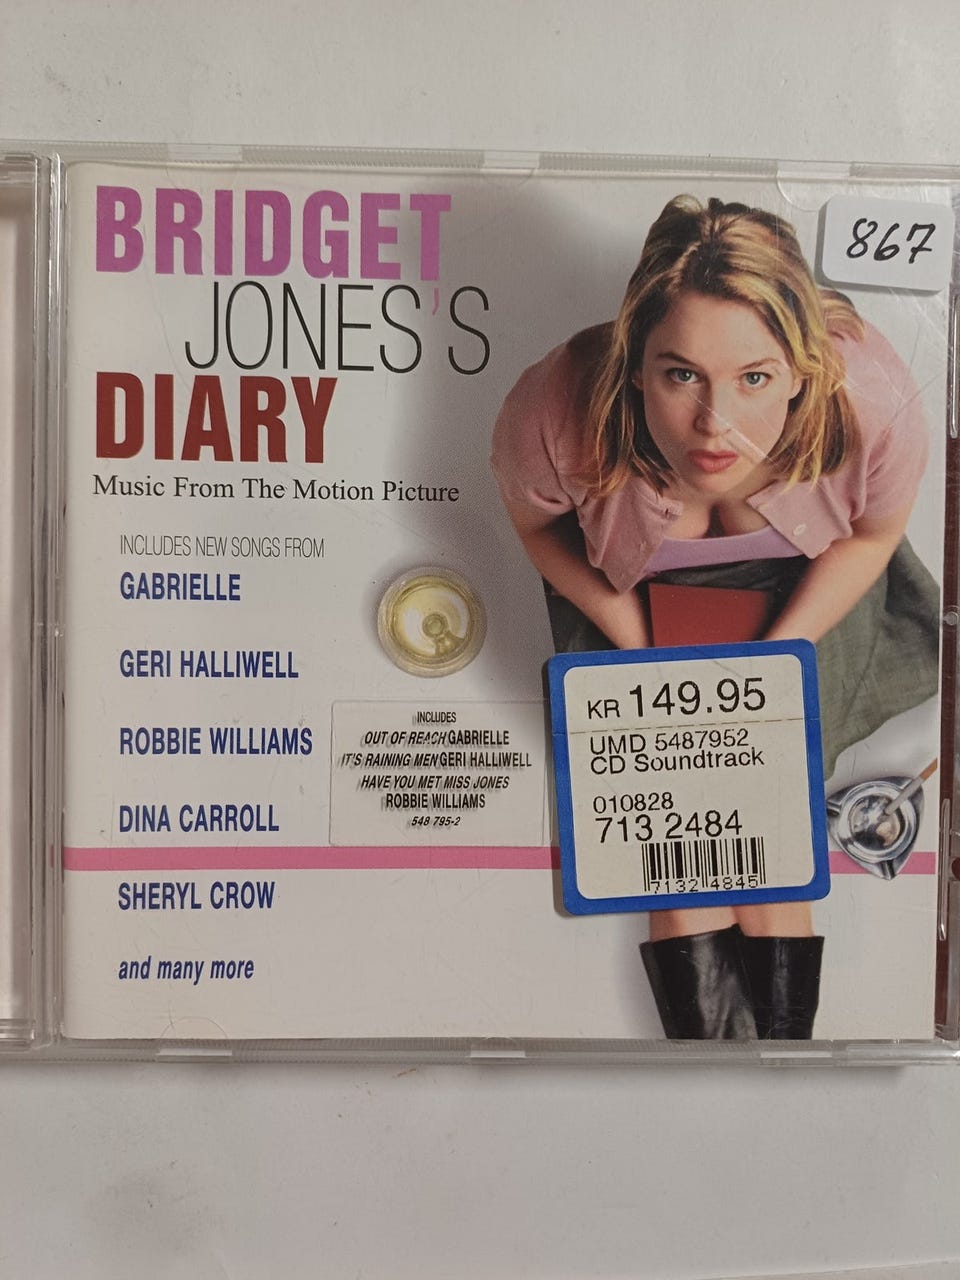 BRIDGET
JONES'S
DIARY
Music From The Motion Picture
INCLUDES NEW SONGS FROM
GABRIELLE
GERI HALLIWELL
ROBBIE WILLIAMS
DINA CARROLL
SHERYL CROW
and many more
INCLUDES
OUT OF REACH GABRIELLE
IT'S RAINING MEN GERI HALLIWELL
HAVE YOU MET MISS JONES
ROBBIE WILLIAMS
548 795-2
867
KR 149.95
UMD 5487952
CD Soundtrack
010828
713 2484
7132 4845